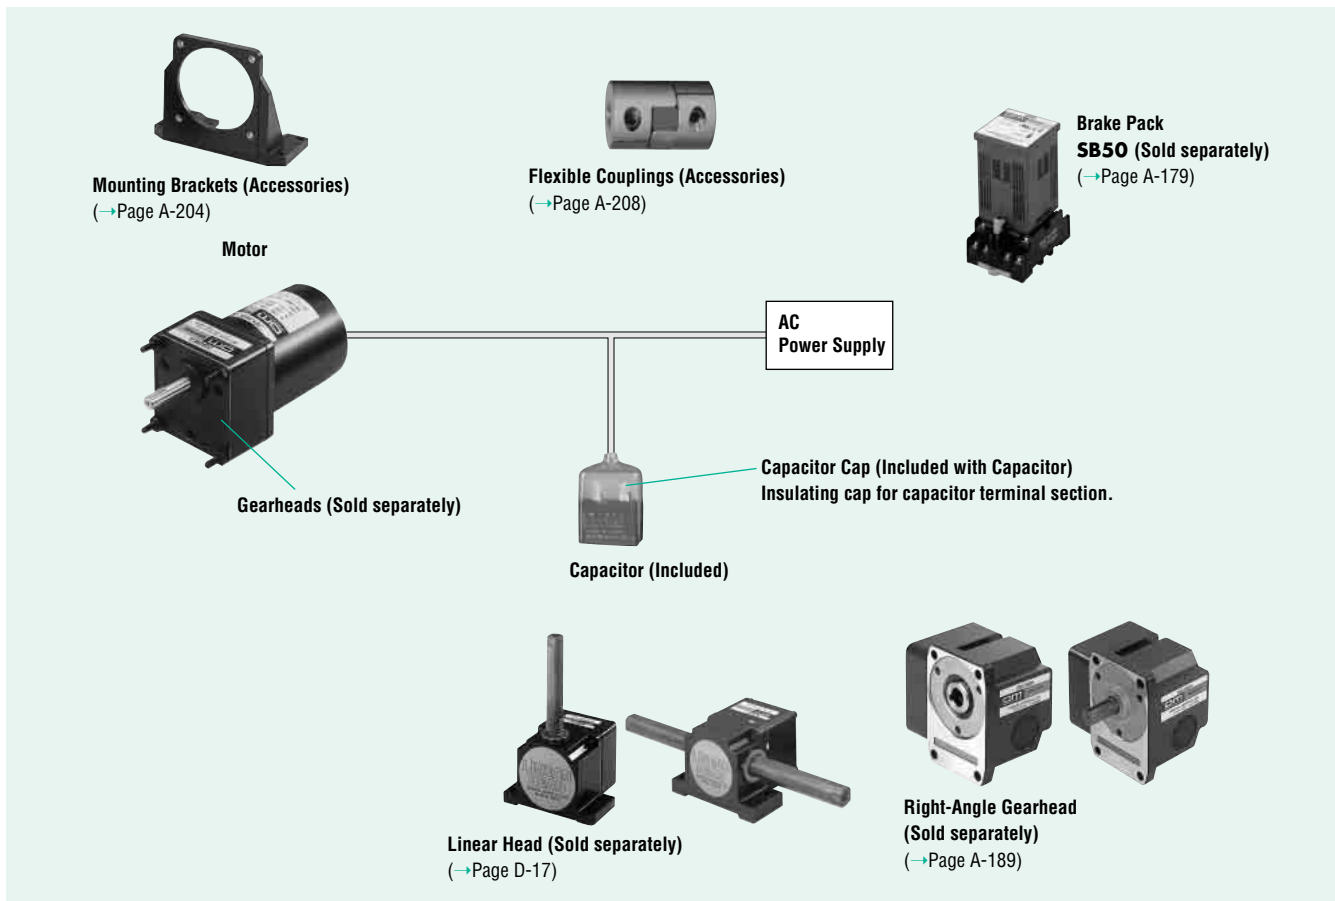 Mounting Brackets (Accessories)
(→Page A-204)
Flexible Couplings (Accessories)
(→Page A-208)
Brake Pack
SB50 (Sold separately)
(→Page A-179)
Motor
AC
Power Supply
Gearheads (Sold separately)
Capacitor Cap (Included with Capacitor)
Insulating cap for capacitor terminal section.
Capacitor (Included)
Linear Head (Sold separately)
(→Page D-17)
Right-Angle Gearhead
(Sold separately)
(→Page A-189)